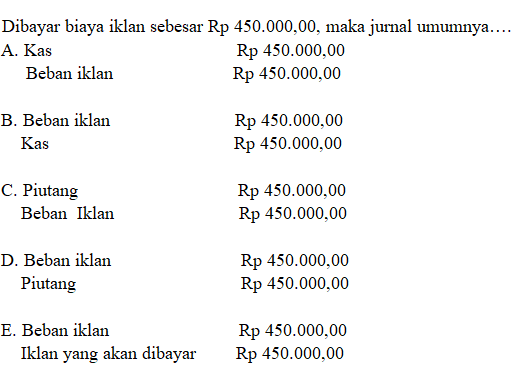 Dibayar biaya iklan sebesar Rp 450.000,00, maka jurnal umumnya….
A. Kas Rp 450.000,00
Beban iklan Rp 450.000,00
B. Beban iklan Rp 450.000,00
Kas Rp 450.000,00
C. Piutang Rp 450.000,00
Beban  Iklan Rp 450.000,00
D. Beban iklan Rp 450.000,00
Piutang Rp 450.000,00
E. Beban iklan Rp 450.000,00
Iklan yang akan dibayar Rp 450.000,00